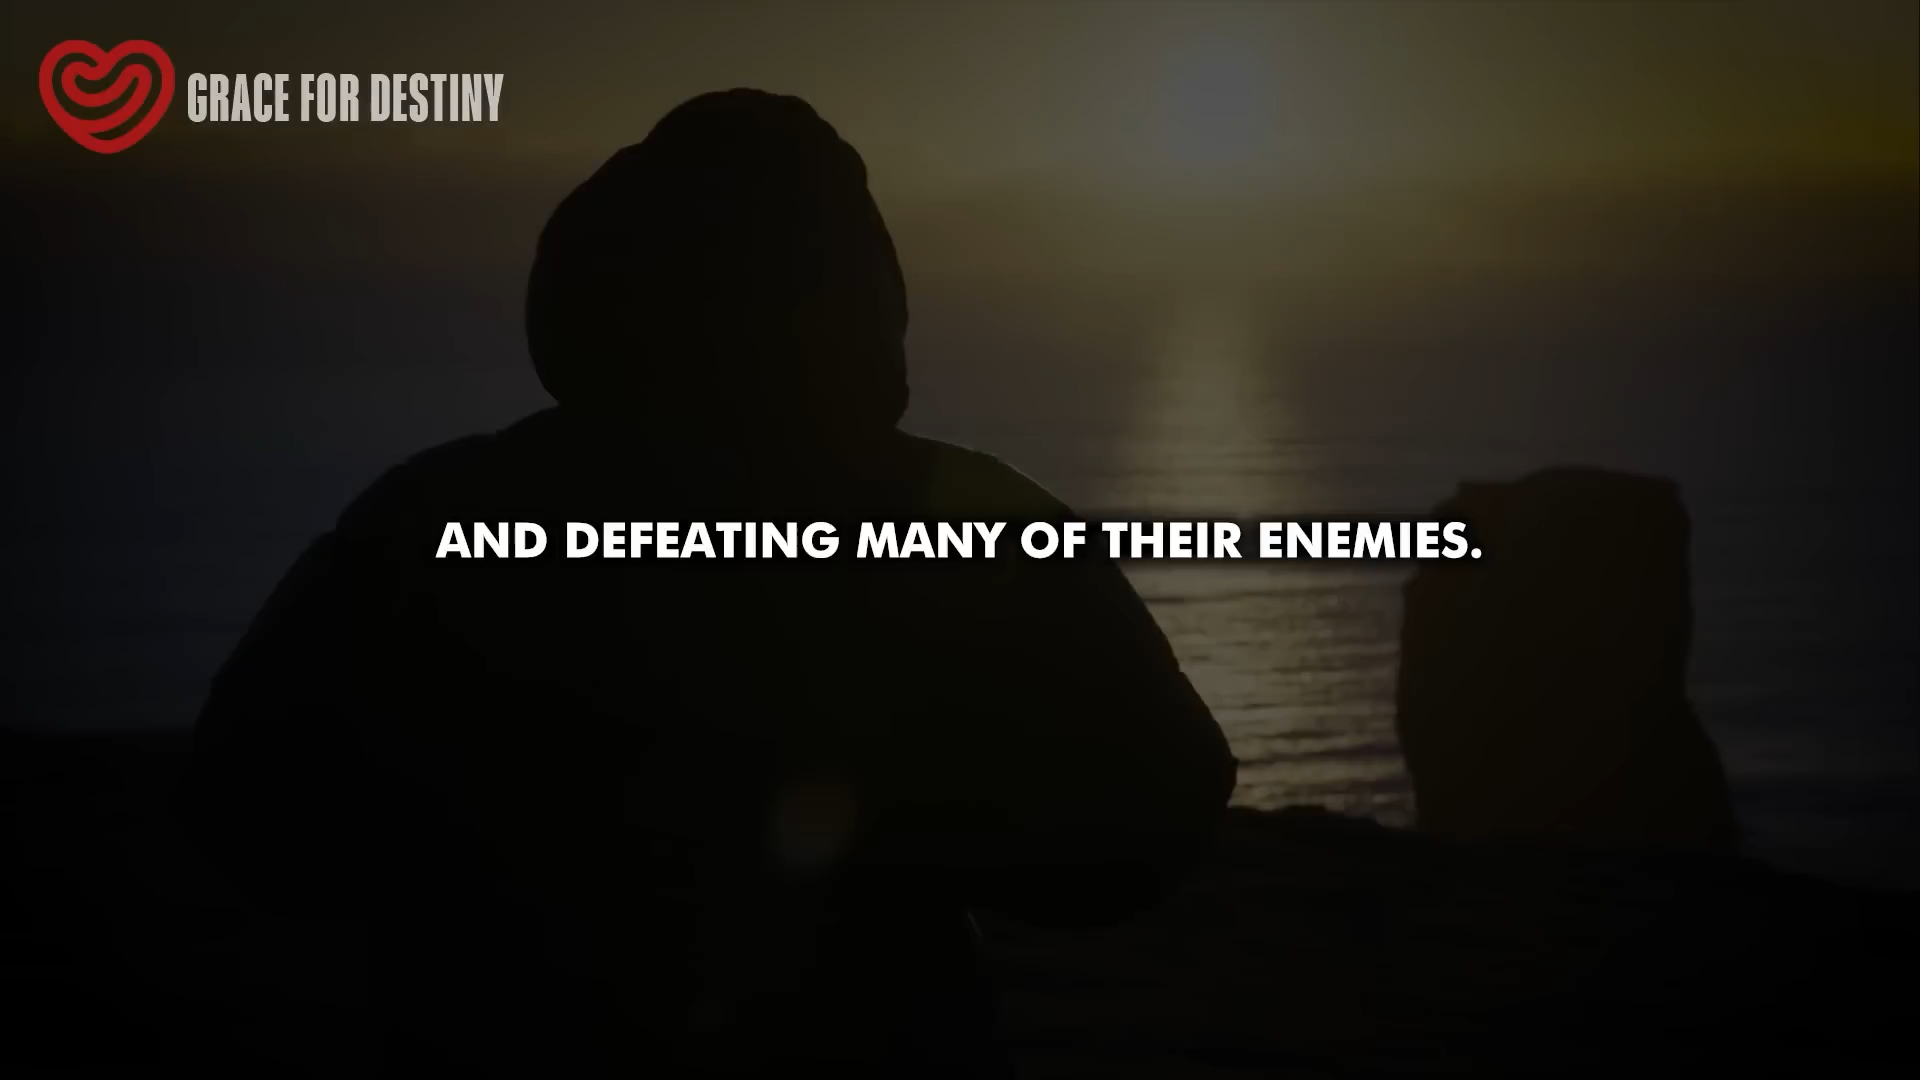 GRACE FOR DESTINY
AND DEFEATING MANY OF THEIR ENEMIES.